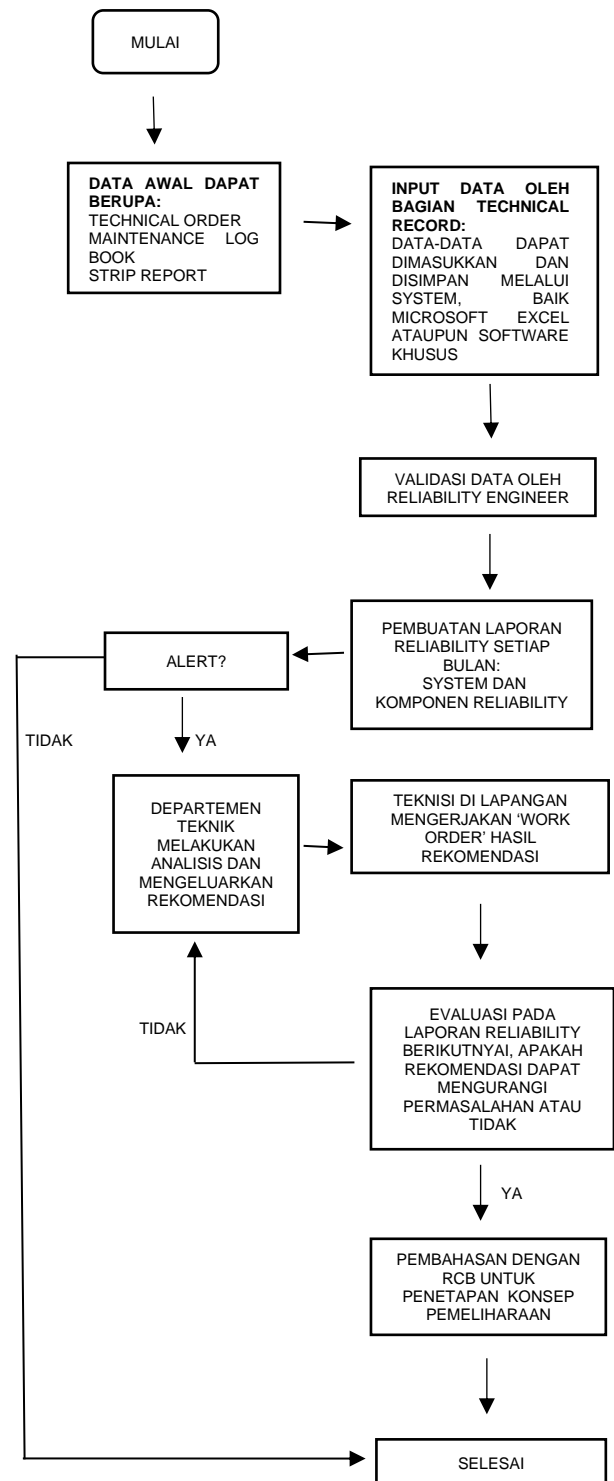 MULAI
DATA AWAL DAPAT
BERUPA:
TECHNICAL ORDER
MAINTENANCE LOG
BOOK
STRIP REPORT
INPUT DATA OLEH
BAGIAN TECHNICAL
RECORD:
DATA-DATA DAPAT
DIMASUKKAN DAN
DISIMPAN MELALUI
SYSTEM, BAIK
MICROSOFT EXCEL
ATAUPUN SOFTWARE
KHUSUS
VALIDASI DATA OLEH
RELIABILITY ENGINEER
PEMBUATAN LAPORAN
RELIABILITY SETIAP
BULAN:
SYSTEM DAN
KOMPONEN RELIABILITY
ALERT?
TIDAK
YA
DEPARTEMEN
TEKNIK
MELAKUKAN
ANALISIS DAN
MENGELUARKAN
REKOMENDASI
TEKNISI DI LAPANGAN
MENGERJAKAN ‘WORK
ORDER’ HASIL
REKOMENDASI
EVALUASI PADA
LAPORAN RELIABILITY
BERIKUTNYAI, APAKAH
REKOMENDASI DAPAT
MENGURANGI
PERMASALAHAN ATAU
TIDAK
TIDAK
YA
PEMBAHASAN DENGAN
RCB UNTUK
PENETAPAN KONSEP
PEMELIHARAAN
SELESAI